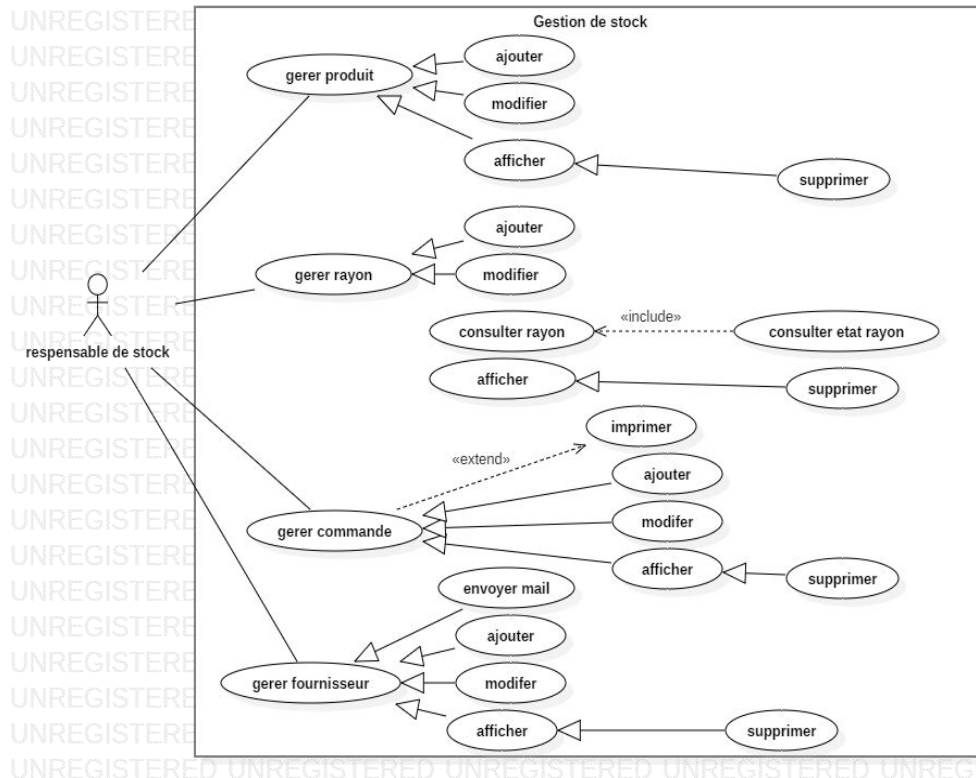 UNREGISTERED
Gestion de stock
ajouter
gerer produit
modifier
afficher
supprimer
ajouter
gerer rayon
modifier
respensable de stock
«include»
consulter rayon
consulter etat rayon
afficher
supprimer
imprimer
«extend»
ajouter
gerer commande
modifer
afficher
supprimer
envoyer mail
ajouter
gerer fournisseur
modifer
afficher
supprimer
UNREGISTERED UNREGISTERED UNREGISTERED UNREGISTERED